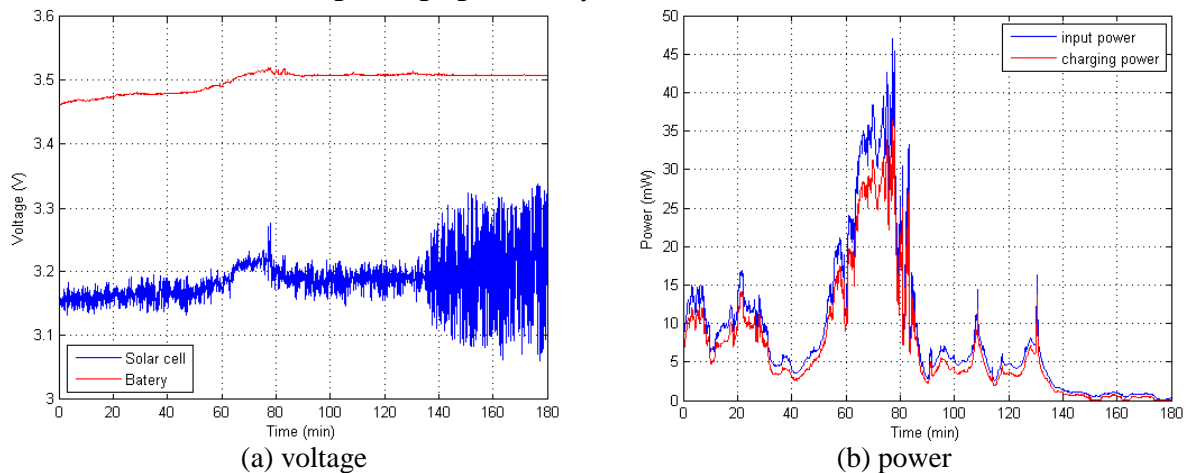 3.6
3.5
3.4
3.3
3.2
3.1
3
Voltage (V)
Solar cell
Batery
0 20 40 60 80 100 120 140 160 180
Time (min)
(a) voltage
50
45
40
35
30
25
20
15
10
5
0
Power (mW)
input power
charging power
0 20 40 60 80 100 120 140 160 180
Time (min)
(b) power